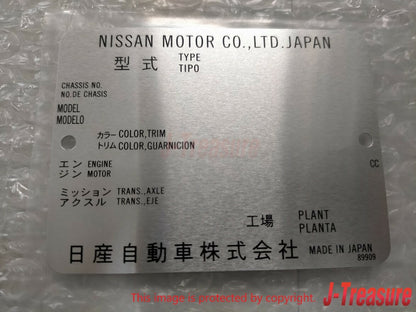 NISSAN MOTOR CO.,LTD.JAPAN
型式 TYPE
TIPO
CHASSIS NO.
NO.DE CHASIS
MODEL
MODELO
カラー COLOR,TRIM
トリム COLOR,GUARNICION
エン ENGINE
ジン MOTOR
CC
ミッション TRANS.,AXLE
アクスル TRANS.,EJE
工場 PLANT
PLANTA
日産自動車株式会社 MADE IN JAPAN
89909
This image is protected by copyright.
J-Treasure